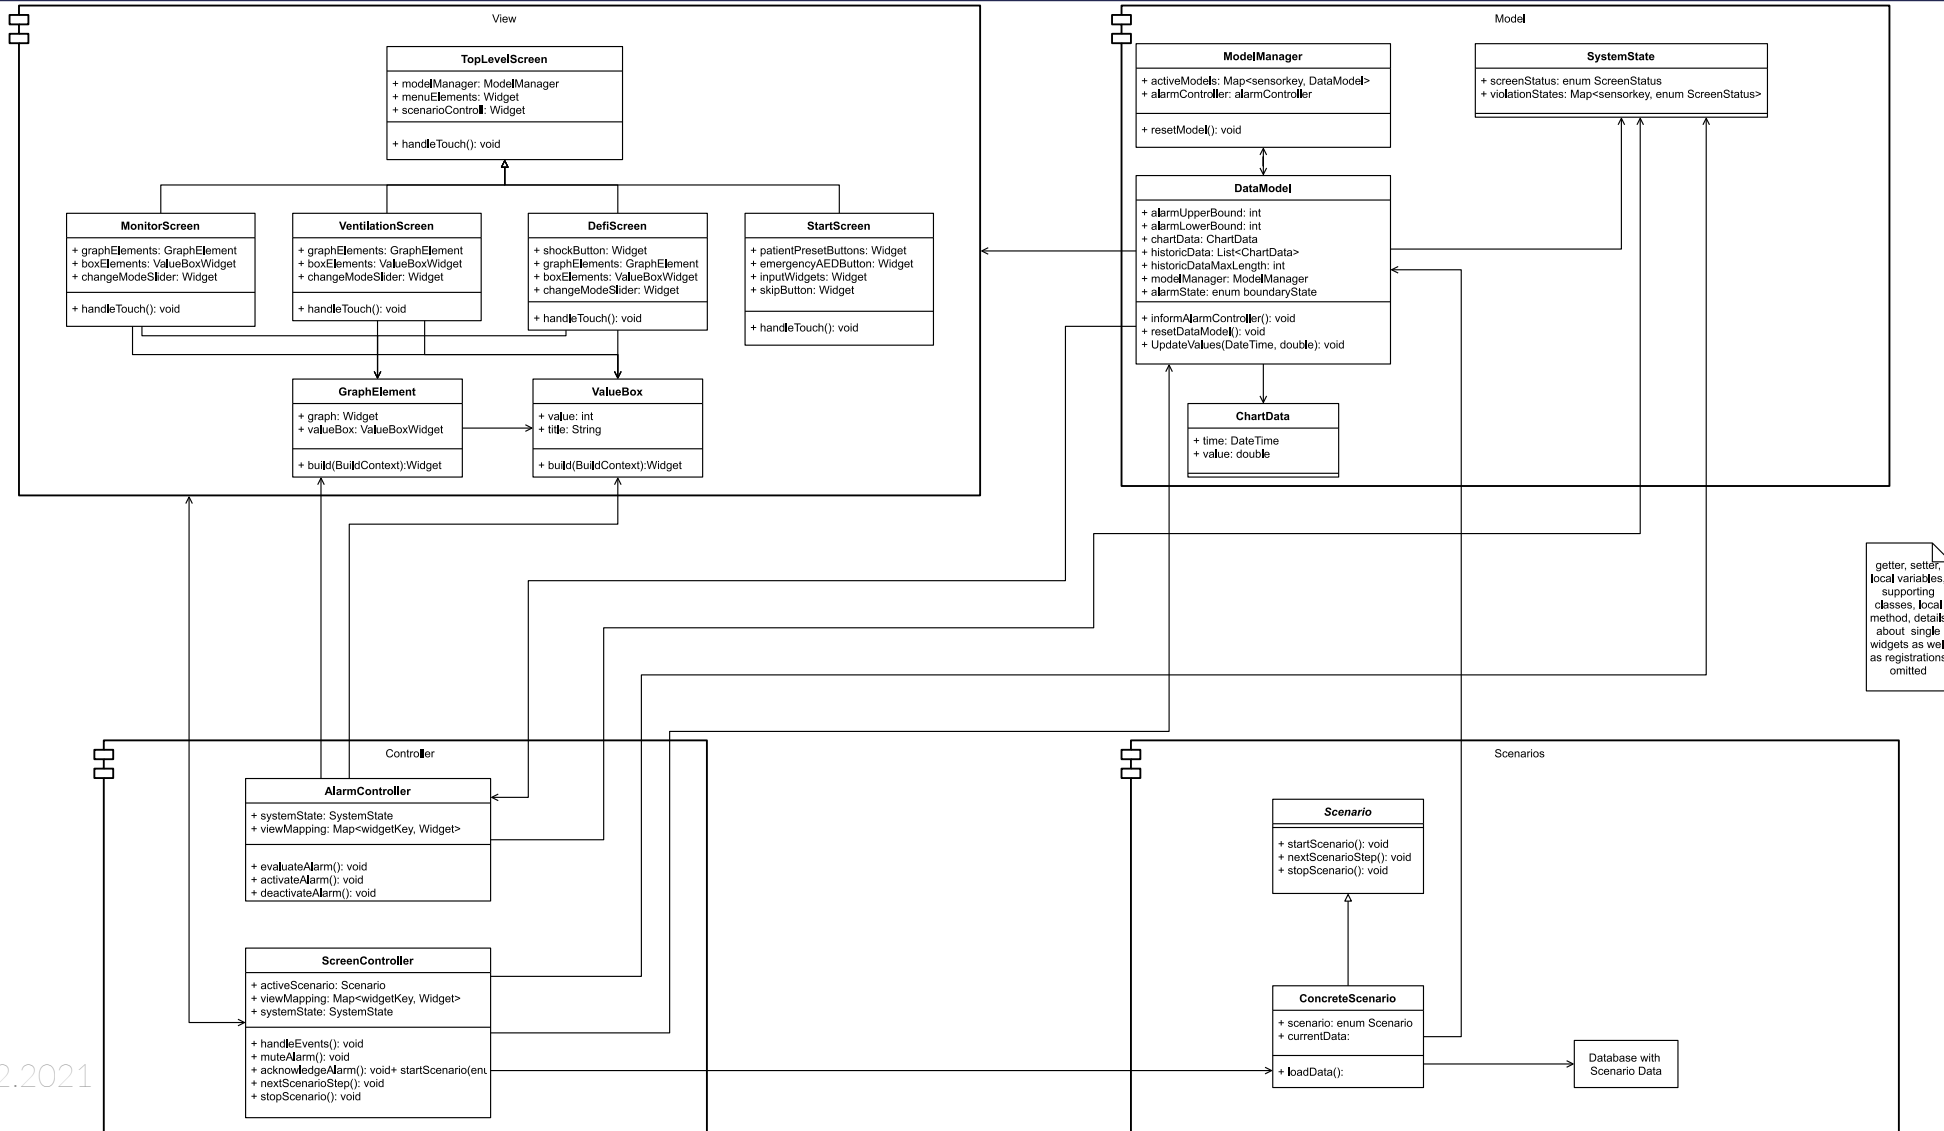 View
TopLevelScreen
+ modelManager: ModelManager
+ menuElements: Widget
+ scenarioControll: Widget
+ handleTouch(): void
MonitorScreen
+ graphElements: GraphElement
+ boxElements: ValueBoxWidget
+ changeModeSlider: Widget
+ handleTouch(): void
VentilationScreen
+ graphElements: GraphElement
+ boxElements: ValueBoxWidget
+ changeModeSlider: Widget
+ handleTouch(): void
DefiScreen
+ shockButton: Widget
+ graphElements: GraphElement
+ boxElements: ValueBoxWidget
+ changeModeSlider: Widget
+ handleTouch(): void
StartScreen
+ patientPresetButtons: Widget
+ emergencyAEDButton: Widget
+ inputWidgets: Widget
+ skipButton: Widget
+ handleTouch(): void
GraphElement
+ graph: Widget
+ valueBox: ValueBoxWidget
+ build(BuildContext):Widget
ValueBox
+ value: int
+ title: String
+ build(BuildContext):Widget
Model
ModelManager
+ activeModels: Map<sensorkey, DataModel>
+ alarmController: alarmController
+ resetModel(): void
SystemState
+ screenStatus: enum ScreenStatus
+ violationStates: Map<sensorkey, enum ScreenStatus>
DataModel
+ alarmUpperBound: int
+ alarmLowerBound: int
+ chartData: ChartData
+ historicData: List<ChartData>
+ historicDataMaxLength: int
+ modelManager: ModelManager
+ alarmState: enum boundaryState
+ informAlarmController(): void
+ resetDataModel(): void
+ UpdateValues(DateTime, double): void
ChartData
+ time: DateTime
+ value: double
getter, setter,
local variables,
supporting
classes, local
method, details
about single
widgets as well
as registrations
omitted
Controller
AlarmController
+ systemState: SystemState
+ viewMapping: Map<widgetKey, Widget>
+ evaluateAlarm(): void
+ activateAlarm(): void
+ deactivateAlarm(): void
ScreenController
+ activeScenario: Scenario
+ viewMapping: Map<widgetKey, Widget>
+ systemState: SystemState
+ handleEvents(): void
+ muteAlarm(): void
+ acknowledgeAlarm(): void+ startScenario(enu
+ nextScenarioStep(): void
+ stopScenario(): void
Scenarios
Scenario
+ startScenario(): void
+ nextScenarioStep(): void
+ stopScenario(): void
ConcreteScenario
+ scenario: enum Scenario
+ currentData:
+ loadData():
Database with
Scenario Data
2.2021